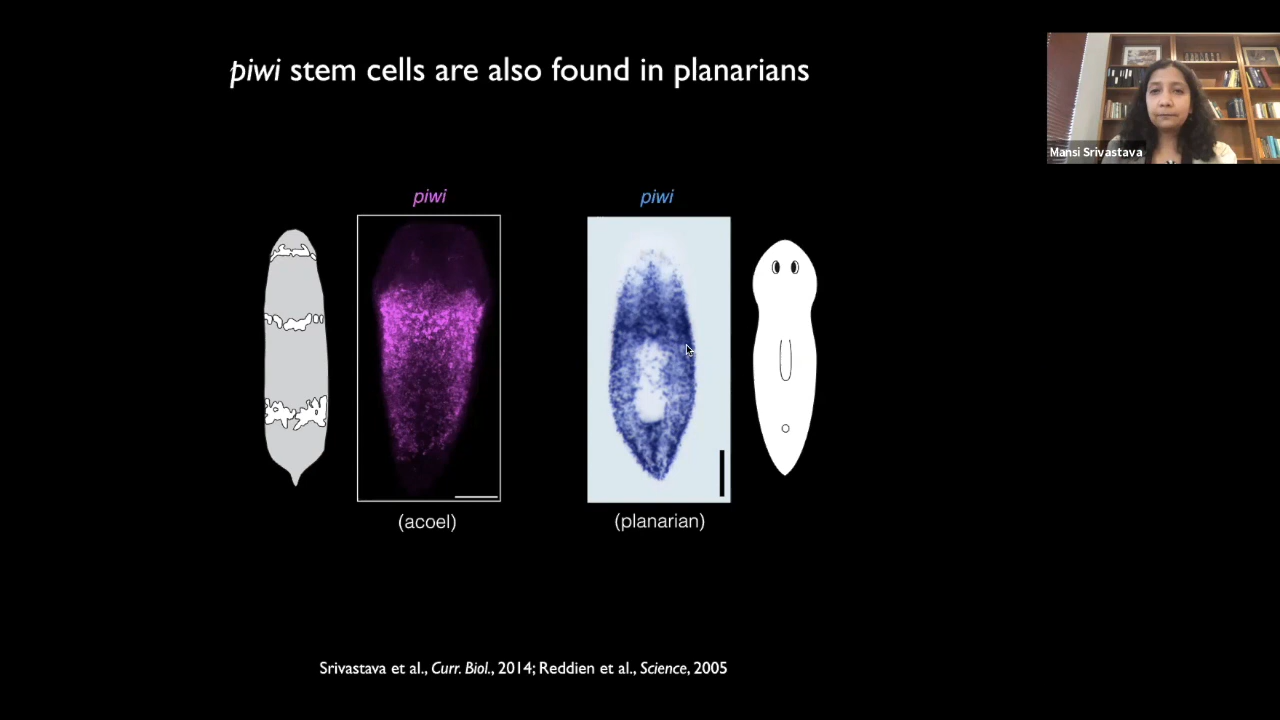 piwi stem cells are also found in planarians
Mansi Srivastava
piwi
piwi
(acoel)
(planarian)
Srivastava et al., Curr. Biol., 2014; Reddien et al., Science, 2005